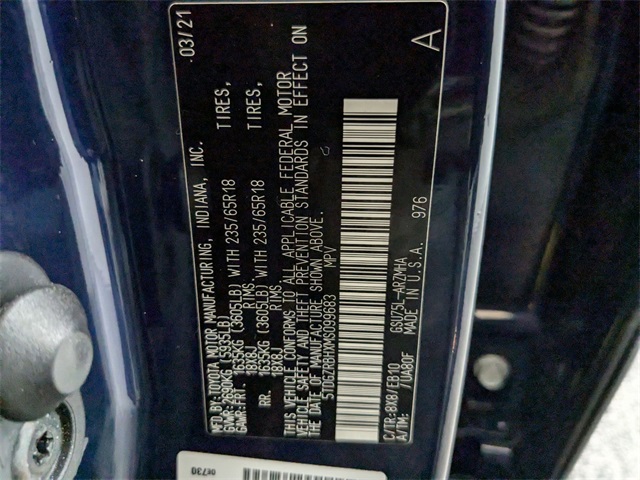 MFD. BY: TOYOTA MOTOR MANUFACTURING, INDIANA, INC. 03/21
GVWR: 2690KG (5935LB)
GAWR: FRT. 1635KG (3605LB) WITH 235/65R18 TIRES,
18X8J RIMS,
RR. 1635KG (3605LB) WITH 235/65R18 TIRES,
18X8J RIMS.
THIS VEHICLE CONFORMS TO ALL APPLICABLE FEDERAL MOTOR
VEHICLE SAFETY AND THEFT PREVENTION STANDARDS IN EFFECT ON
THE DATE OF MANUFACTURE SHOWN ABOVE.
5TDGZRBHXMS099683 MPV
C/TR:8X8/EB10 GSU75L-ARZMHA
A/TM: /UA80F MADE IN U.S.A. 976 A
0E730